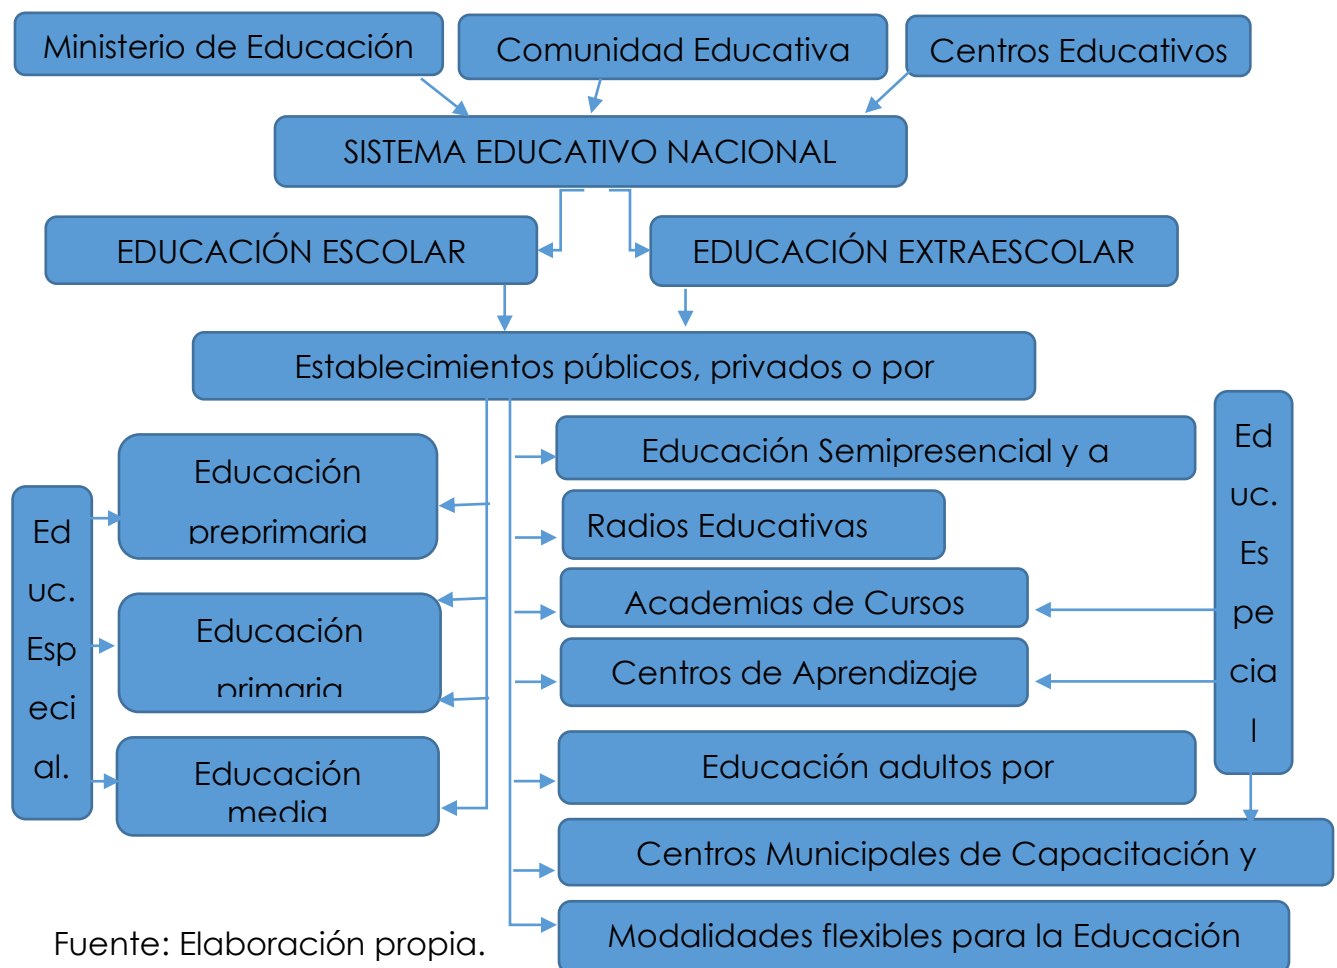 Ministerio de Educación
Comunidad Educativa
Centros Educativos
SISTEMA EDUCATIVO NACIONAL
EDUCACIÓN ESCOLAR
EDUCACIÓN EXTRAESCOLAR
Establecimientos públicos, privados o por
Educación
preprimaria
Educación
primaria
Educación
media
Ed
uc.
Esp
eci
al.
Educación Semipresencial y a
Radios Educativas
Academias de Cursos
Centros de Aprendizaje
Educación adultos por
Centros Municipales de Capacitación y
Modalidades flexibles para la Educación
Ed
uc.
Es
pe
cia
l
Fuente: Elaboración propia.